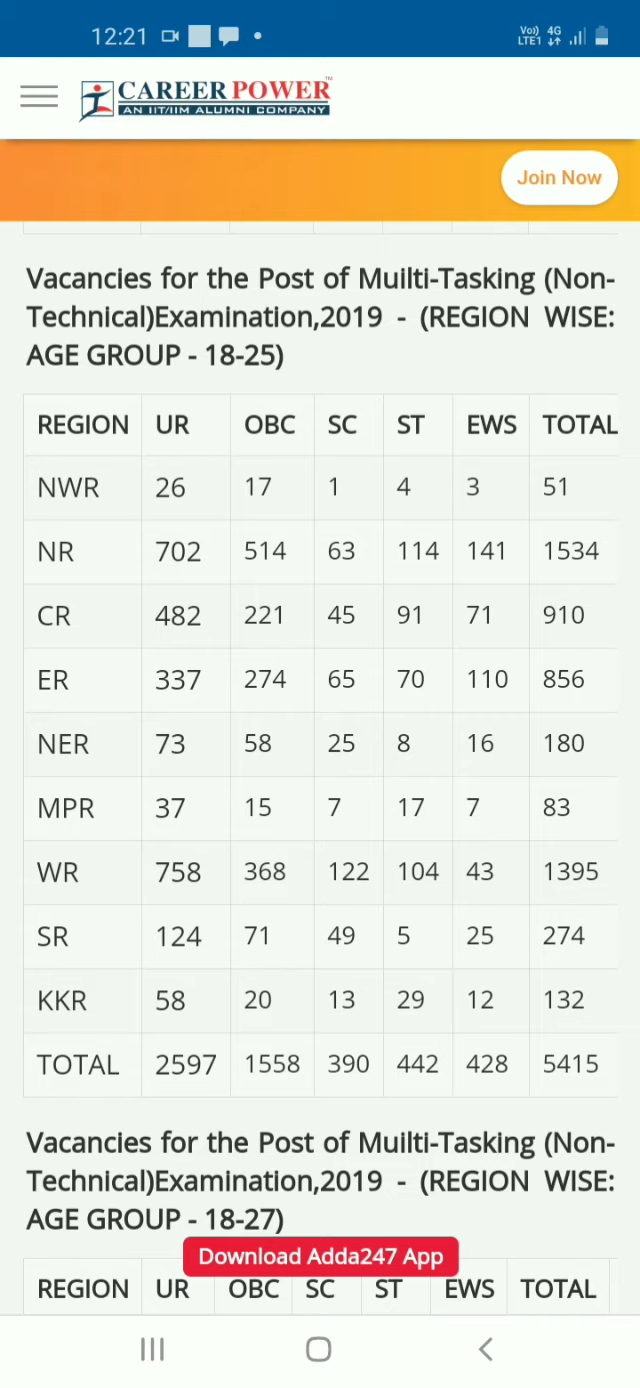 12:21
Vo) 4G
LTE1
CAREER POWER™
AN IIT/IIM ALUMNI COMPANY
Join Now
Vacancies for the Post of Muilti-Tasking (Non-
Technical)Examination,2019 - (REGION WISE:
AGE GROUP - 18-25)
REGION UR OBC SC ST EWS TOTAL
NWR 26 17 1 4 3 51
NR 702 514 63 114 141 1534
CR 482 221 45 91 71 910
ER 337 274 65 70 110 856
NER 73 58 25 8 16 180
MPR 37 15 7 17 7 83
WR 758 368 122 104 43 1395
SR 124 71 49 5 25 274
KKR 58 20 13 29 12 132
TOTAL 2597 1558 390 442 428 5415
Vacancies for the Post of Muilti-Tasking (Non-
Technical)Examination,2019 - (REGION WISE:
AGE GROUP - 18-27)
Download Adda247 App
REGION UR OBC SC ST EWS TOTAL